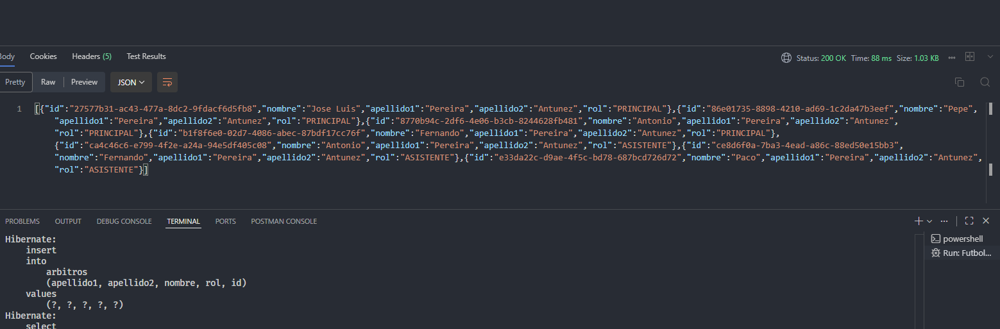 Body Cookies Headers (5) Test Results Status: 200 OK Time: 88 ms Size: 1.03 KB
Pretty Raw Preview JSON
1 [{"id":"27577b31-ac43-477a-8dc2-9fdacf6d5fb8","nombre":"Jose Luis","apellido1":"Pereira","apellido2":"Antunez","rol":"PRINCIPAL"},{"id":"86e01735-8898-4210-ad69-1c2da47b3eef","nombre":"Pepe",
"apellido1":"Pereira","apellido2":"Antunez","rol":"PRINCIPAL"},{"id":"8770b94c-2df6-4e06-b3cb-8244628fb481","nombre":"Antonio","apellido1":"Pereira","apellido2":"Antunez",
"rol":"PRINCIPAL"},{"id":"b1f8f6e0-02d7-4086-abec-87bdf17cc76f","nombre":"Fernando","apellido1":"Pereira","apellido2":"Antunez","rol":"PRINCIPAL"},
{"id":"ca4c46c6-e799-4f2e-a24a-94e5df405c08","nombre":"Antonio","apellido1":"Pereira","apellido2":"Antunez","rol":"ASISTENTE"},{"id":"ce8d6f0a-7ba3-4ead-a86c-88ed50e15bb3",
"nombre":"Fernando","apellido1":"Pereira","apellido2":"Antunez","rol":"ASISTENTE"},{"id":"e33da22c-d9ae-4f5c-bd78-687bcd726d72","nombre":"Paco","apellido1":"Pereira","apellido2":"Antunez",
"rol":"ASISTENTE"}]
PROBLEMS OUTPUT DEBUG CONSOLE TERMINAL PORTS POSTMAN CONSOLE
Hibernate:
insert
into
arbitros
(apellido1, apellido2, nombre, rol, id)
values
(?, ?, ?, ?, ?)
Hibernate:
select
powershell
Run: Futbol...